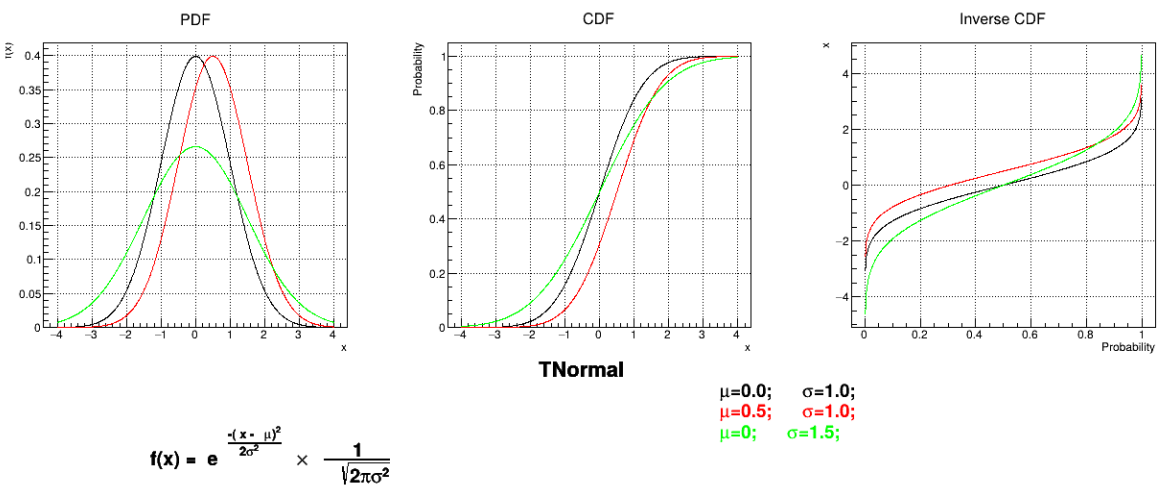 PDF
CDF
Inverse CDF
f(x)
0.4
0.35
0.3
0.25
0.2
0.15
0.1
0.05
0
−4 −3 −2 −1 0 1 2 3 4
x
Probability
1
0.8
0.6
0.4
0.2
0
−4 −3 −2 −1 0 1 2 3 4
x
x
4
2
0
−2
−4
0 0.2 0.4 0.6 0.8 1
Probability
TNormal
μ=0.0; σ=1.0;
μ=0.5; σ=1.0;
μ=0; σ=1.5;
f(x) = e^(-(x - μ)²/2σ²) × 1/√2πσ²